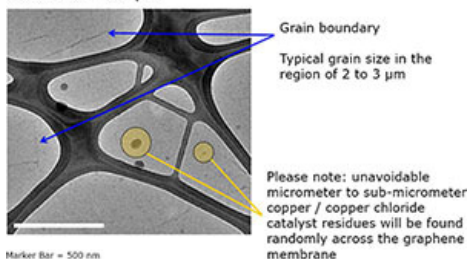 Grain boundary
Typical grain size in the
region of 2 to 3 µm
Please note: unavoidable
micrometer to sub-micrometer
copper / copper chloride
catalyst residues will be found
randomly across the graphene
membrane
Marker Bar = 500 nm